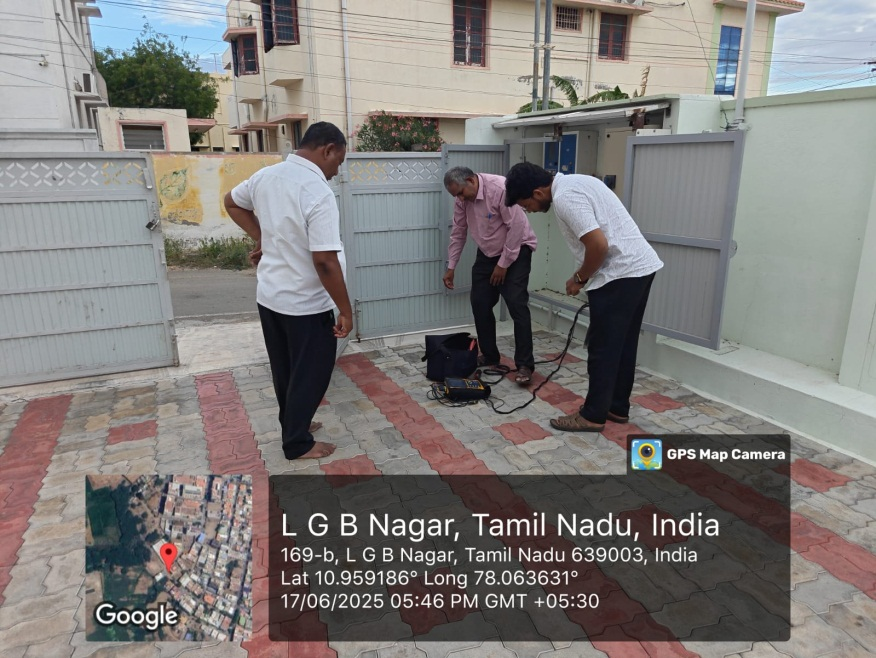 GPS Map Camera
L G B Nagar, Tamil Nadu, India
169-b, L G B Nagar, Tamil Nadu 639003, India
Lat 10.959186° Long 78.063631°
17/06/2025 05:46 PM GMT +05:30
Google